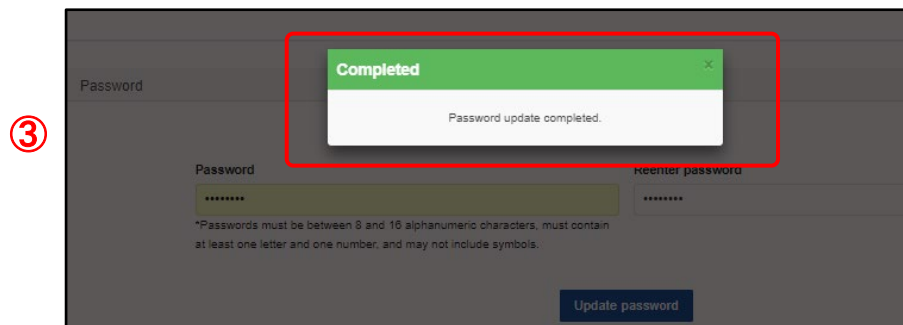 Completed
×
Password
Password update completed.
③
Password
Reenter password
••••••••
••••••••
*Passwords must be between 8 and 16 alphanumeric characters, must contain
at least one letter and one number, and may not include symbols.
Update password